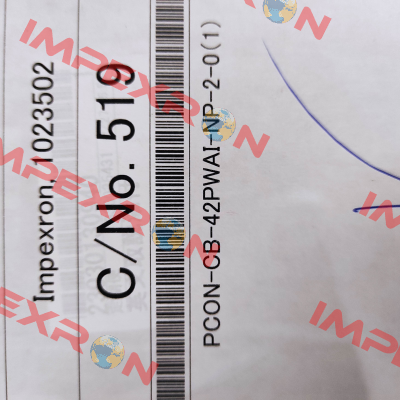 Impexron, 1023502
C/No. 519
PCON-CB-42PWAI-NP-2-0(1)
IMPEXRON
IMPEXRON
IMPEXRON
IMPEXRON